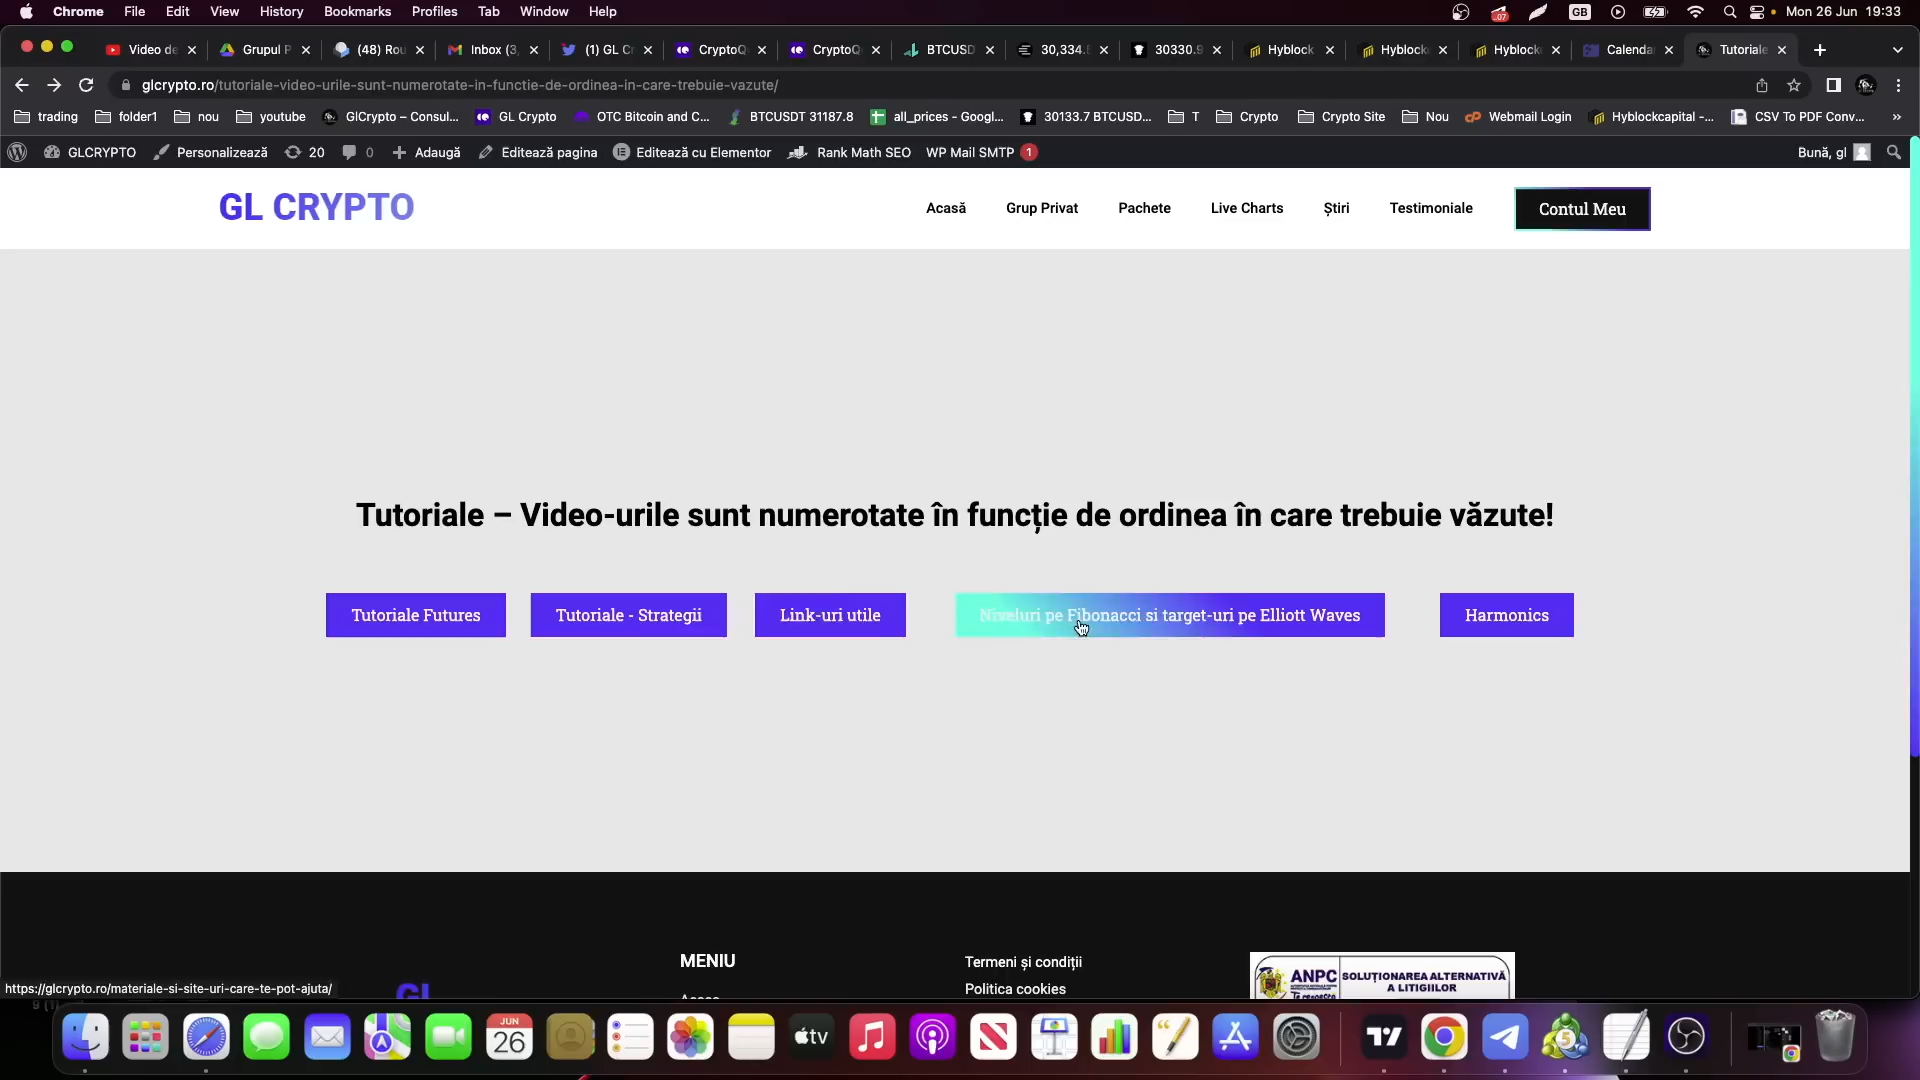 Chrome File Edit View History Bookmarks Profiles Tab Window Help
.07 GB Mon 26 Jun 19:33
Video de Grupul P (48) Rou Inbox (3, (1) GL Cr CryptoQ CryptoQ BTCUSD 30,334. 30330.9 Hyblock Hyblock Hyblock Calenda Tutoriale
glcrypto.ro/tutoriale-video-urile-sunt-numerotate-in-functie-de-ordinea-in-care-trebuie-vazute/
trading folder1 nou youtube GlCrypto – Consul... GL Crypto OTC Bitcoin and C... BTCUSDT 31187.8 all_prices - Googl... 30133.7 BTCUSD... T Crypto Crypto Site Nou Webmail Login Hyblockcapital -... CSV To PDF Conv... »
GLCRYPTO Personalizează 20 0 Adaugă Editează pagina Editează cu Elementor Rank Math SEO WP Mail SMTP 1 Bună, gl
GL CRYPTO Acasă Grup Privat Pachete Live Charts Știri Testimoniale Contul Meu
Tutoriale – Video-urile sunt numerotate în funcție de ordinea în care trebuie văzute!
Tutoriale Futures Tutoriale - Strategii Link-uri utile Niveluri pe Fibonacci si target-uri pe Elliott Waves Harmonics
MENIU Termeni și condiții ANPC SOLUȚIONAREA ALTERNATIVĂ A LITIGIILOR
Politica cookies
GL
https://glcrypto.ro/materiale-si-site-uri-care-te-pot-ajuta/
JUN
26
tv
5